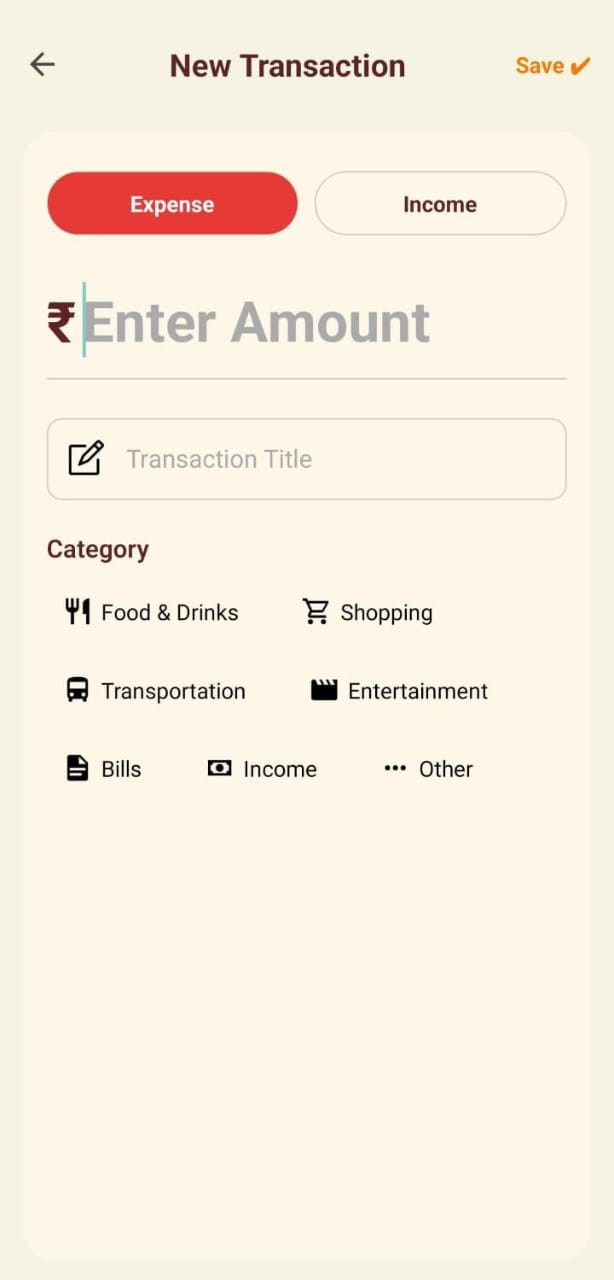 New Transaction
Save ✔
Expense
Income
₹ Enter Amount
Transaction Title
Category
Food & Drinks
Shopping
Transportation
Entertainment
Bills
Income
Other